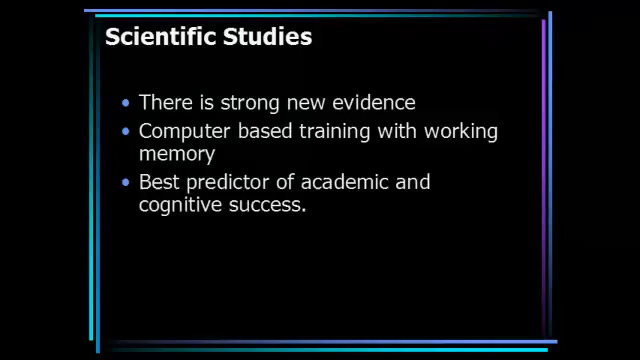 Scientific Studies
• There is strong new evidence
• Computer based training with working
memory
• Best predictor of academic and
cognitive success.